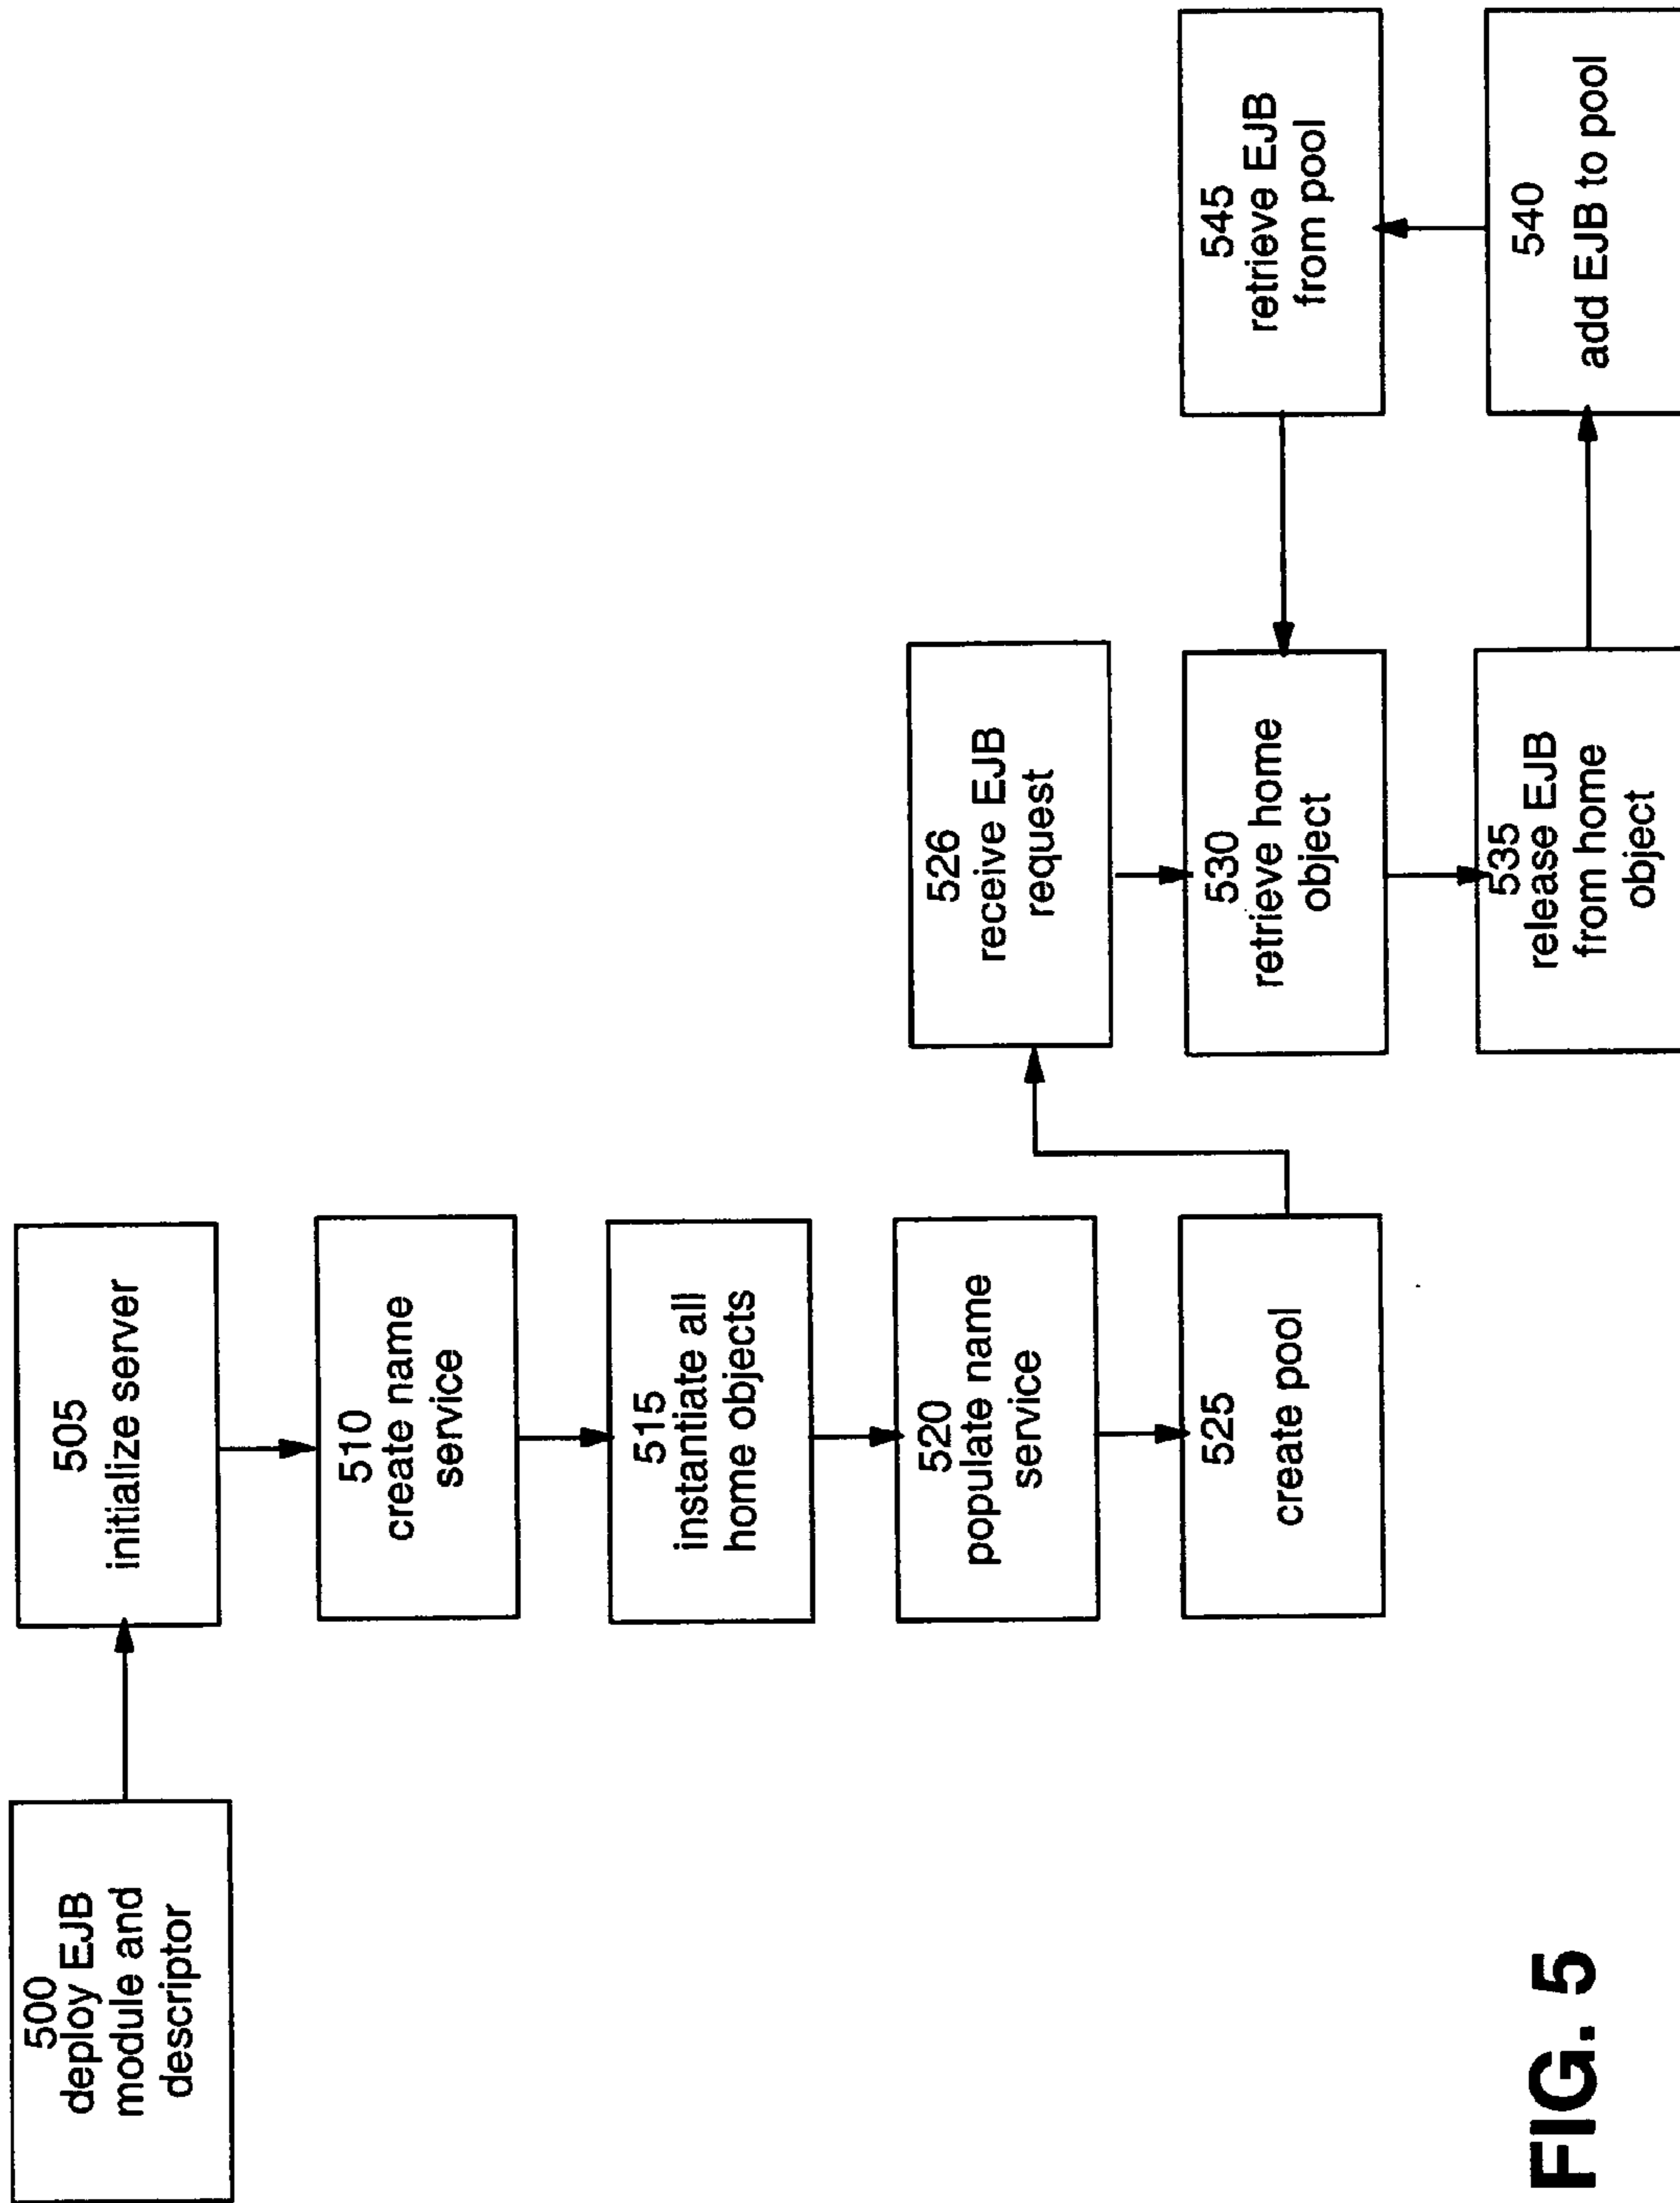 500
deploy EJB
module and
descriptor
505
initialize server
510
create name
service
515
instantiate all
home objects
520
populate name
service
525
create pool
526
receive EJB
request
530
retrieve home
object
535
release EJB
from home
object
540
add EJB to pool
545
retrieve EJB
from pool
FIG. 5